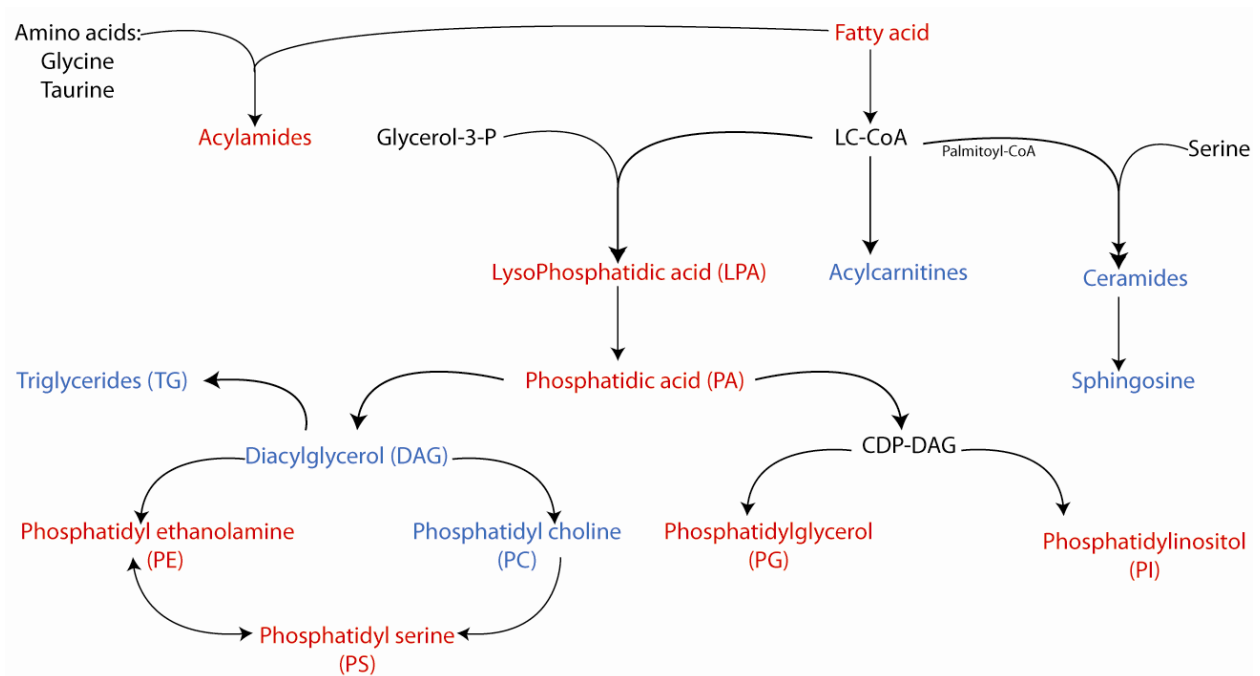 Amino acids:
Glycine
Taurine
Fatty acid
Acylamides
Glycerol-3-P
LC-CoA
Palmitoyl-CoA
Serine
LysoPhosphatidic acid (LPA)
Acylcarnitines
Ceramides
Triglycerides (TG)
Phosphatidic acid (PA)
Sphingosine
Diacylglycerol (DAG)
CDP-DAG
Phosphatidyl ethanolamine
(PE)
Phosphatidyl choline
(PC)
Phosphatidylglycerol
(PG)
Phosphatidylinositol
(PI)
Phosphatidyl serine
(PS)